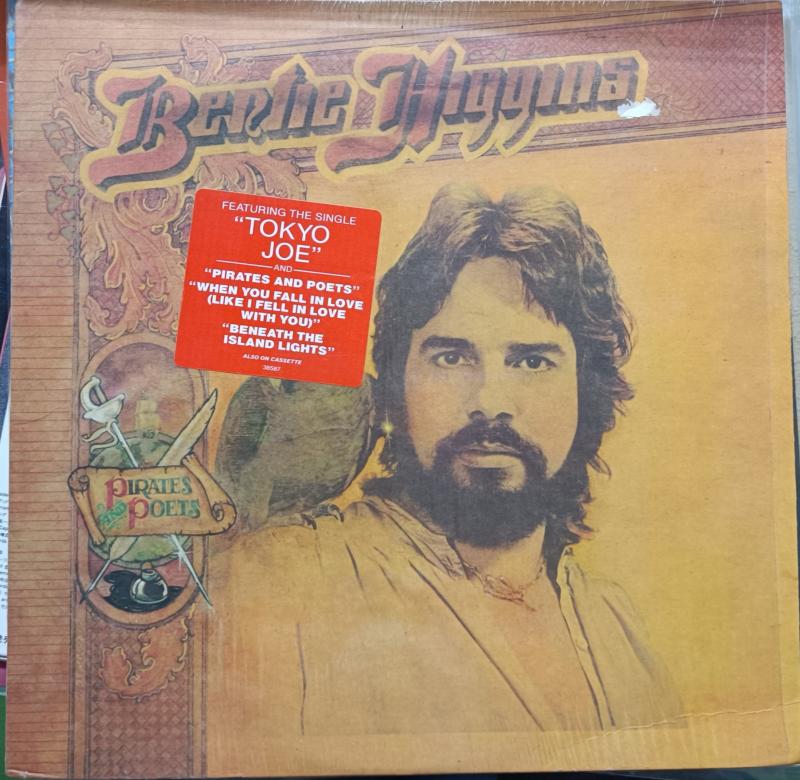 Bertie Higgins
FEATURING THE SINGLE
"TOKYO
JOE"
AND
"PIRATES AND POETS"
"WHEN YOU FALL IN LOVE
(LIKE I FELL IN LOVE
WITH YOU)"
"BENEATH THE
ISLAND LIGHTS"
ALSO ON CASSETTE
38587
PIRATES
AND POETS